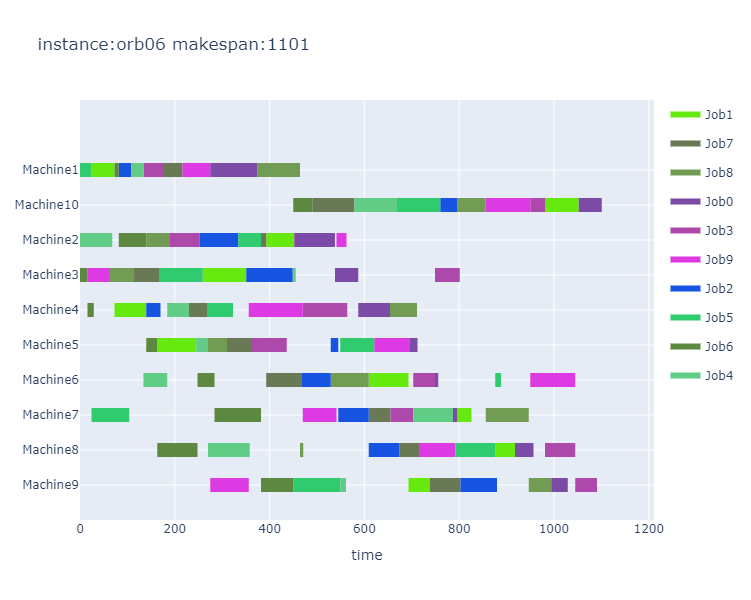 instance:orb06 makespan:1101
Machine1
Machine10
Machine2
Machine3
Machine4
Machine5
Machine6
Machine7
Machine8
Machine9
0 200 400 600 800 1000 1200
time
Job1
Job7
Job8
Job0
Job3
Job9
Job2
Job5
Job6
Job4